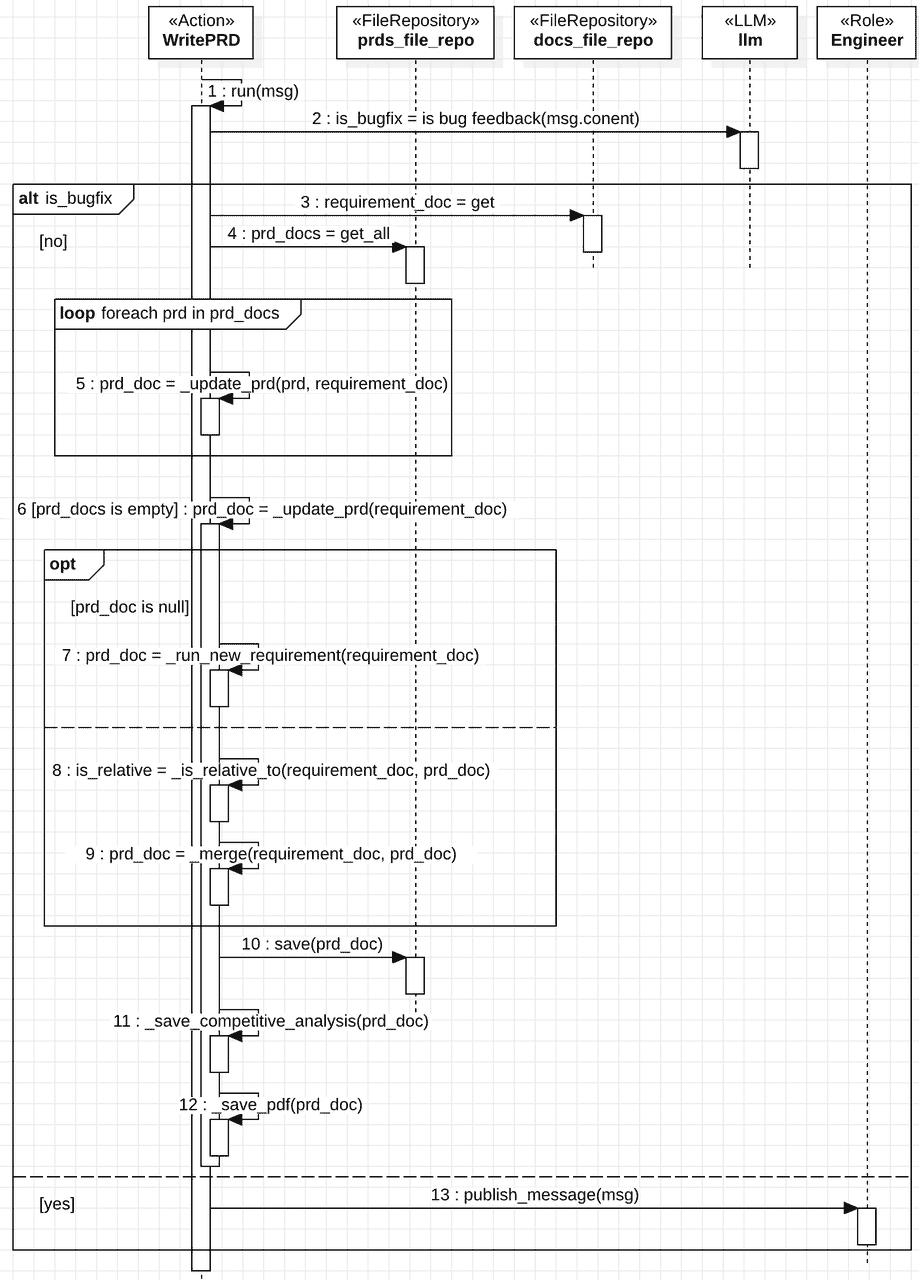 «Action»
WritePRD
«FileRepository»
prds_file_repo
«FileRepository»
docs_file_repo
«LLM»
llm
«Role»
Engineer
1 : run(msg)
2 : is_bugfix = is bug feedback(msg.conent)
alt is_bugfix
3 : requirement_doc = get
[no]
4 : prd_docs = get_all
loop foreach prd in prd_docs
5 : prd_doc = _update_prd(prd, requirement_doc)
6 [prd_docs is empty] : prd_doc = _update_prd(requirement_doc)
opt
[prd_doc is null]
7 : prd_doc = _run_new_requirement(requirement_doc)
8 : is_relative = _is_relative_to(requirement_doc, prd_doc)
9 : prd_doc = _merge(requirement_doc, prd_doc)
10 : save(prd_doc)
11 : _save_competitive_analysis(prd_doc)
12 : _save_pdf(prd_doc)
13 : publish_message(msg)
[yes]